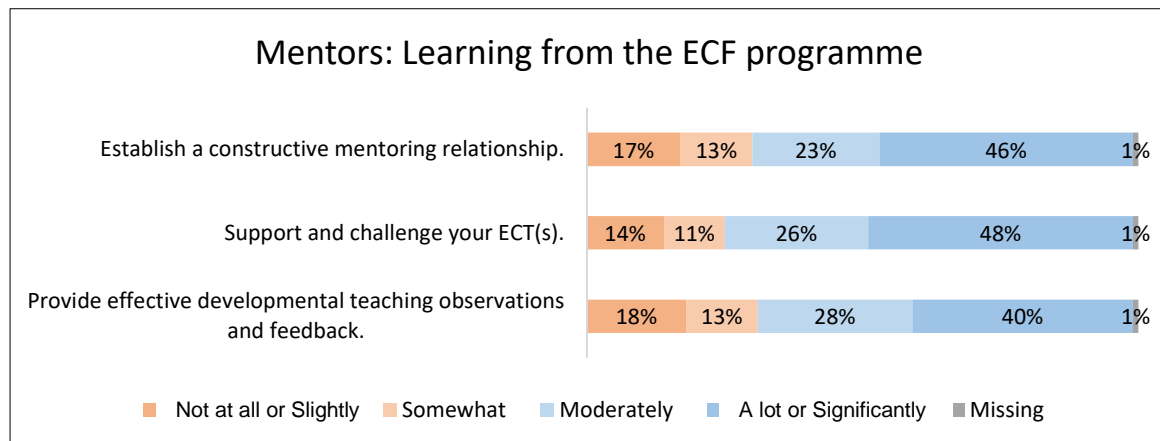 Mentors: Learning from the ECF programme
Establish a constructive mentoring relationship.
17% 13% 23% 46% 1%
Support and challenge your ECT(s).
14% 11% 26% 48% 1%
Provide effective developmental teaching observations
and feedback.
18% 13% 28% 40% 1%
Not at all or Slightly Somewhat Moderately A lot or Significantly Missing